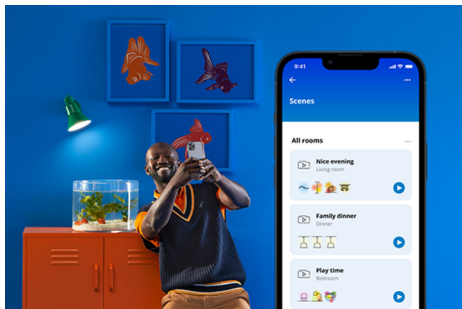 9:41
Scenes
All rooms
Nice evening
Living room
Family dinner
Dinner
Play time
Bedroom